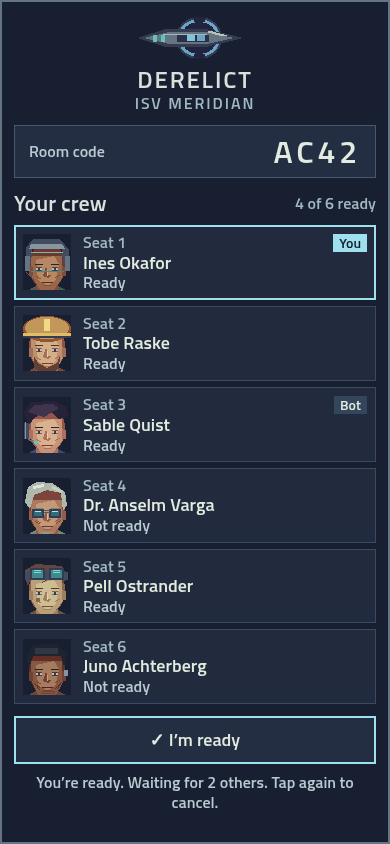 DERELICT
ISV MERIDIAN
Room code
AC42
Your crew
4 of 6 ready
Seat 1
You
Ines Okafor
Ready
Seat 2
Tobe Raske
Ready
Seat 3
Bot
Sable Quist
Ready
Seat 4
Dr. Anselm Varga
Not ready
Seat 5
Pell Ostrander
Ready
Seat 6
Juno Achterberg
Not ready
✓ I’m ready
You’re ready. Waiting for 2 others. Tap again to
cancel.